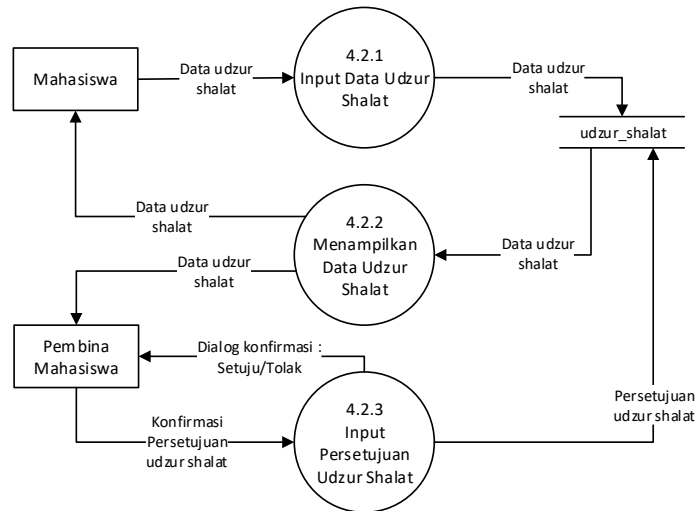 Mahasiswa
Data udzur
shalat
4.2.1
Input Data Udzur
Shalat
Data udzur
shalat
udzur_shalat
Data udzur
shalat
4.2.2
Menampilkan
Data Udzur
Shalat
Data udzur
shalat
Data udzur
shalat
Pembina
Mahasiswa
Dialog konfirmasi :
Setuju/Tolak
Konfirmasi
Persetujuan
udzur shalat
4.2.3
Input
Persetujuan
Udzur Shalat
Persetujuan
udzur shalat